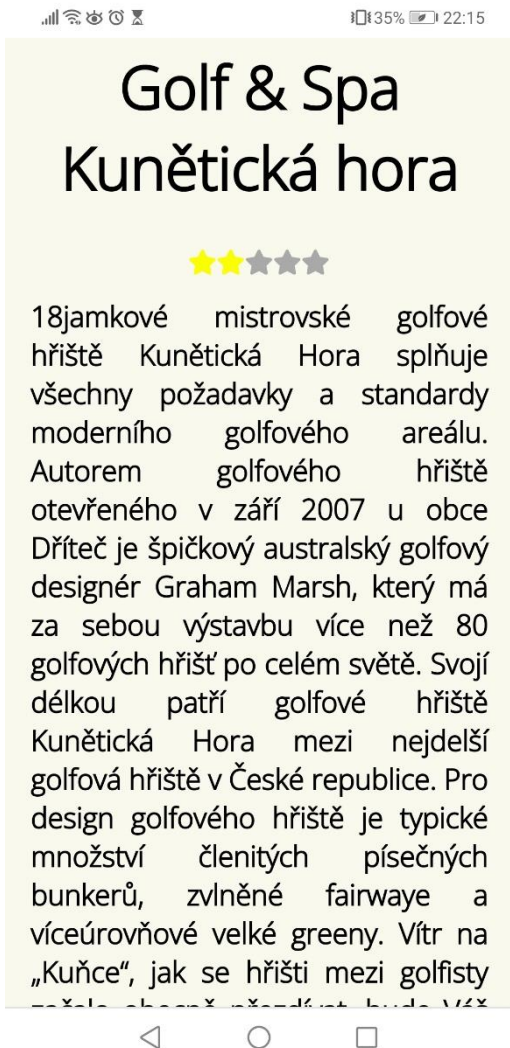 35% 22:15
Golf & Spa
Kunětická hora
18jamkové mistrovské golfové
hřiště Kunětická Hora splňuje
všechny požadavky a standardy
moderního golfového areálu.
Autorem golfového hřiště
otevřeného v září 2007 u obce
Dříteč je špičkový australský golfový
designér Graham Marsh, který má
za sebou výstavbu více než 80
golfových hřišť po celém světě. Svojí
délkou patří golfové hřiště
Kunětická Hora mezi nejdelší
golfová hřiště v České republice. Pro
design golfového hřiště je typické
množství členitých písečných
bunkerů, zvlněné fairwaye a
víceúrovňové velké greeny. Vítr na
„Kuňce“, jak se hřišti mezi golfisty